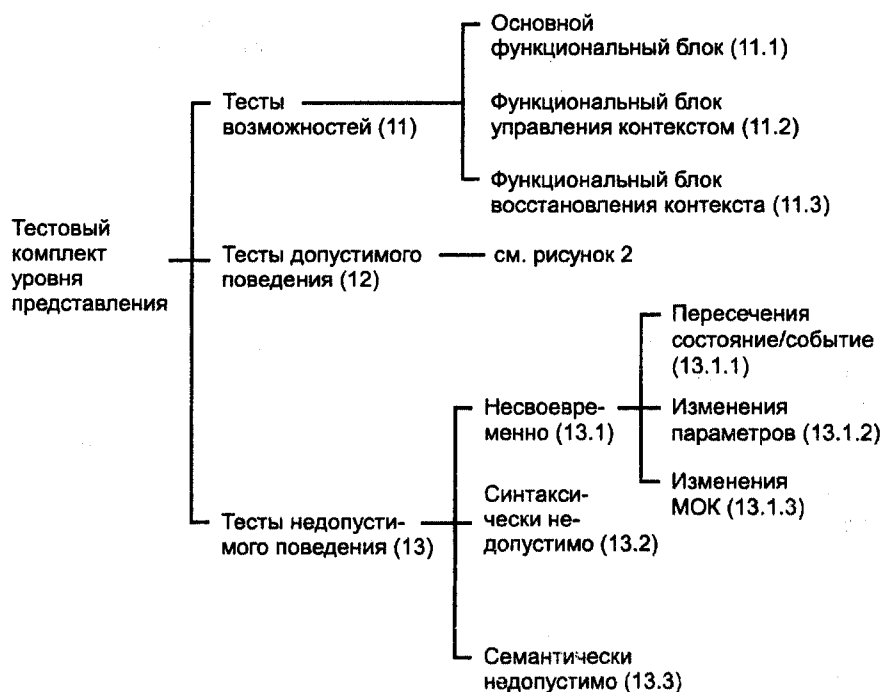 Основной
функциональный блок (11.1)
Тесты
возможностей (11)
Функциональный блок
управления контекстом (11.2)
Функциональный блок
восстановления контекста (11.3)
Тестовый
комплект
уровня
представления
Тесты допустимого
поведения (12)
см. рисунок 2
Пересечения
состояние/событие
(13.1.1)
Несвоевре-
менно (13.1)
Изменения
параметров (13.1.2)
Изменения
МОК (13.1.3)
Тесты недопусти-
мого поведения (13)
Синтакси-
чески не-
допустимо (13.2)
Семантически
недопустимо (13.3)